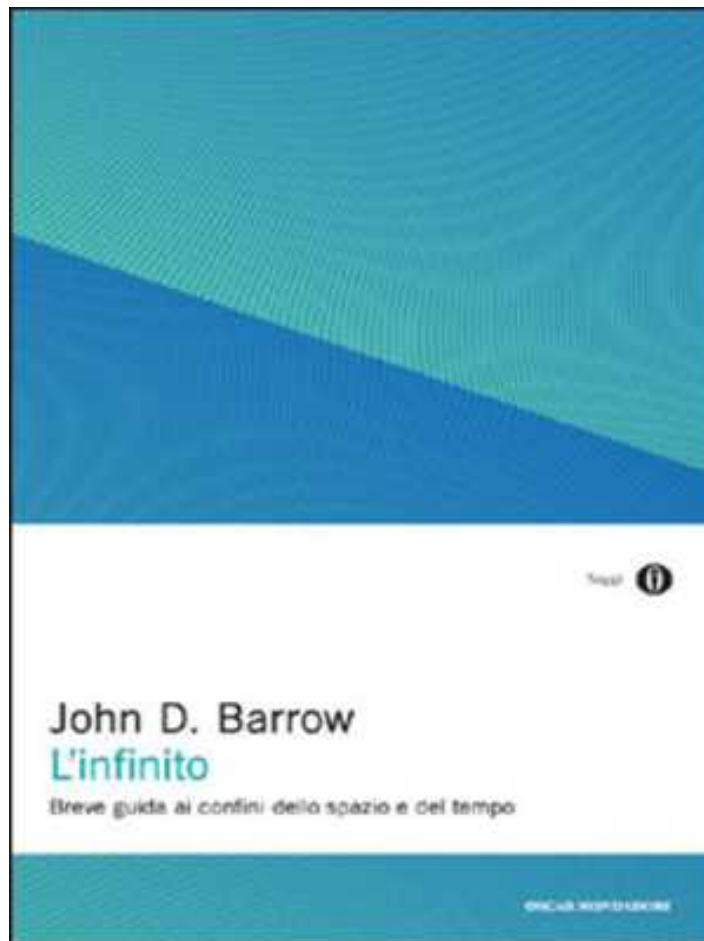 Saggi
John D. Barrow
L'infinito
Breve guida ai confini dello spazio e del tempo
OSCAR MONDADORI